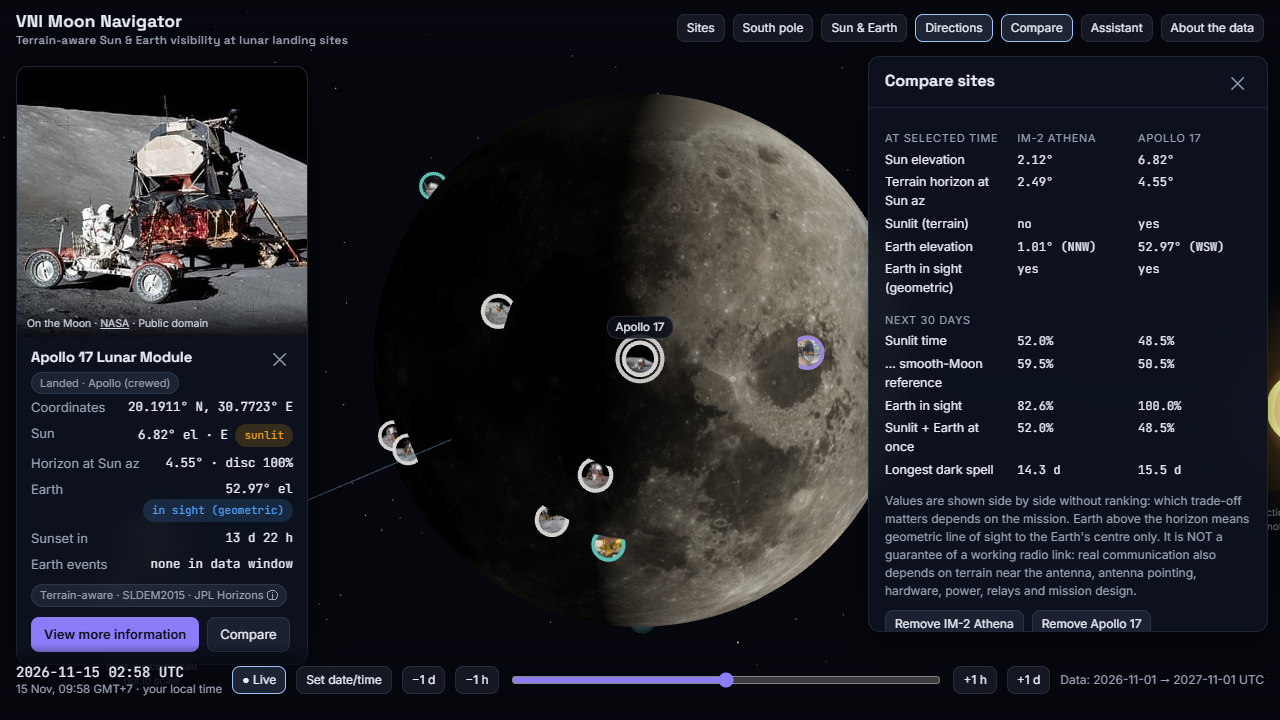 VNI Moon Navigator
Terrain-aware Sun & Earth visibility at lunar landing sites
Sites
South pole
Sun & Earth
Directions
Compare
Assistant
About the data
On the Moon · NASA · Public domain
Apollo 17 Lunar Module
Landed · Apollo (crewed)
Coordinates 20.1911° N, 30.7723° E
Sun 6.82° el · E sunlit
Horizon at Sun az 4.55° · disc 100%
Earth 52.97° el
in sight (geometric)
Sunset in 13 d 22 h
Earth events none in data window
Terrain-aware · SLDEM2015 · JPL Horizons ⓘ
View more information
Compare
Apollo 17
Compare sites
AT SELECTED TIME IM-2 ATHENA APOLLO 17
Sun elevation 2.12° 6.82°
Terrain horizon at 2.49° 4.55°
Sun az
Sunlit (terrain) no yes
Earth elevation 1.01° (NNW) 52.97° (WSW)
Earth in sight yes yes
(geometric)
NEXT 30 DAYS
Sunlit time 52.0% 48.5%
… smooth-Moon 59.5% 50.5%
reference
Earth in sight 82.6% 100.0%
Sunlit + Earth at 52.0% 48.5%
once
Longest dark spell 14.3 d 15.5 d
Values are shown side by side without ranking: which trade-off
matters depends on the mission. Earth above the horizon means
geometric line of sight to the Earth's centre only. It is NOT a
guarantee of a working radio link: real communication also
depends on terrain near the antenna, antenna pointing,
hardware, power, relays and mission design.
Remove IM-2 Athena
Remove Apollo 17
2026-11-15 02:58 UTC
15 Nov, 09:58 GMT+7 · your local time
● Live
Set date/time
−1 d
−1 h
+1 h
+1 d
Data: 2026-11-01 → 2027-11-01 UTC